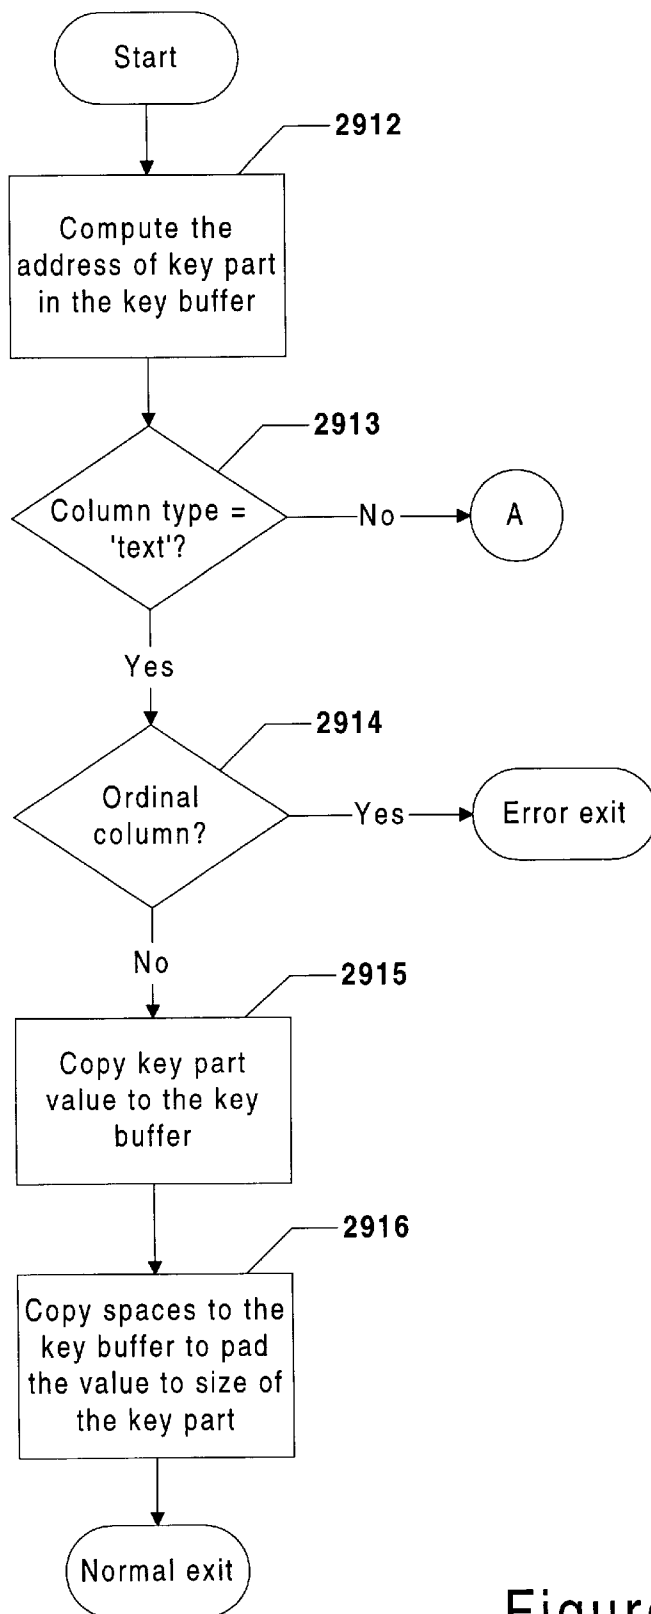 Start
2912
Compute the
address of key part
in the key buffer
2913
Column type =
'text'?
No
A
Yes
2914
Ordinal
column?
Yes
Error exit
No
2915
Copy key part
value to the key
buffer
2916
Copy spaces to the
key buffer to pad
the value to size of
the key part
Normal exit